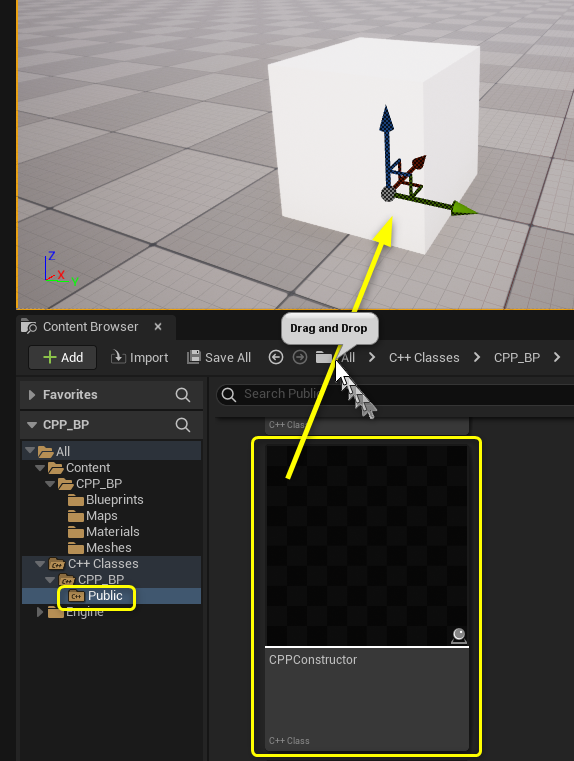 Z
X
Y
Content Browser
Drag and Drop
Add
Import
Save All
All
C++ Classes
CPP_BP
Favorites
Search Public
CPP_BP
C++ Class
All
Content
CPP_BP
Blueprints
Maps
Materials
Meshes
C++ Classes
CPP_BP
Public
Engine
CPPConstructor
C++ Class